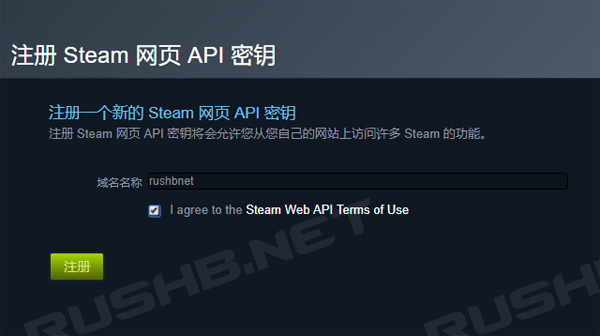 注册 Steam 网页 API 密钥
注册一个新的 Steam 网页 API 密钥
注册 Steam 网页 API 密钥将会允许您从您自己的网站上访问许多 Steam 的功能。
域名名称 rushbnet
I agree to the Steam Web API Terms of Use
注册
RUSHB.NET
RUSHB